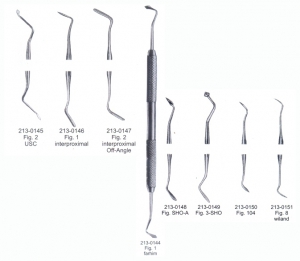 213-0145
Fig. 2
USC
213-0146
Fig. 1
interproximal
213-0147
Fig. 2
interproximal
Off-Angle
213-0144
Fig. 1
213-0148
Fig. SHO-A
213-0149
Fig. 3-SHO
213-0150
Fig. 104
213-0151
Fig. 8
wiland